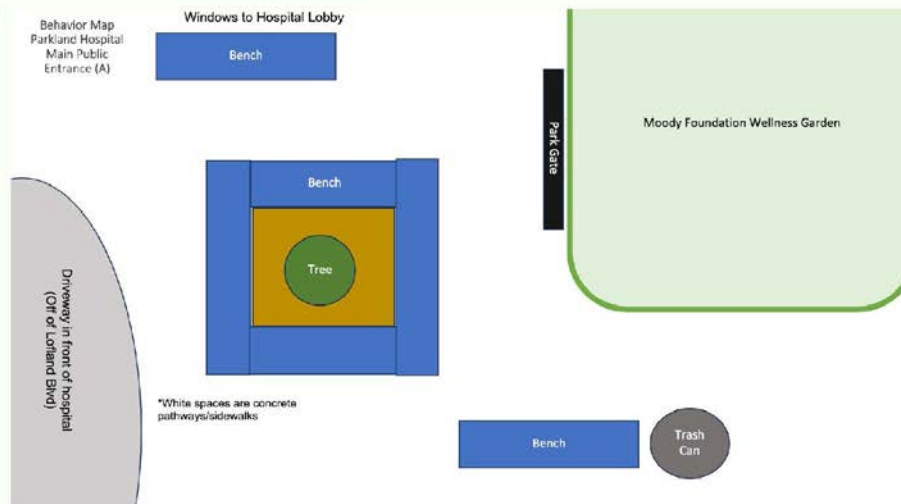 Behavior Map
Parkland Hospital
Main Public
Entrance (A)
Windows to Hospital Lobby
Bench
Park Gate
Moody Foundation Wellness Garden
Bench
Tree
Driveway in front of hospital
(Off of Lofland Blvd)
*White spaces are concrete
pathways/sidewalks
Bench
Trash
Can